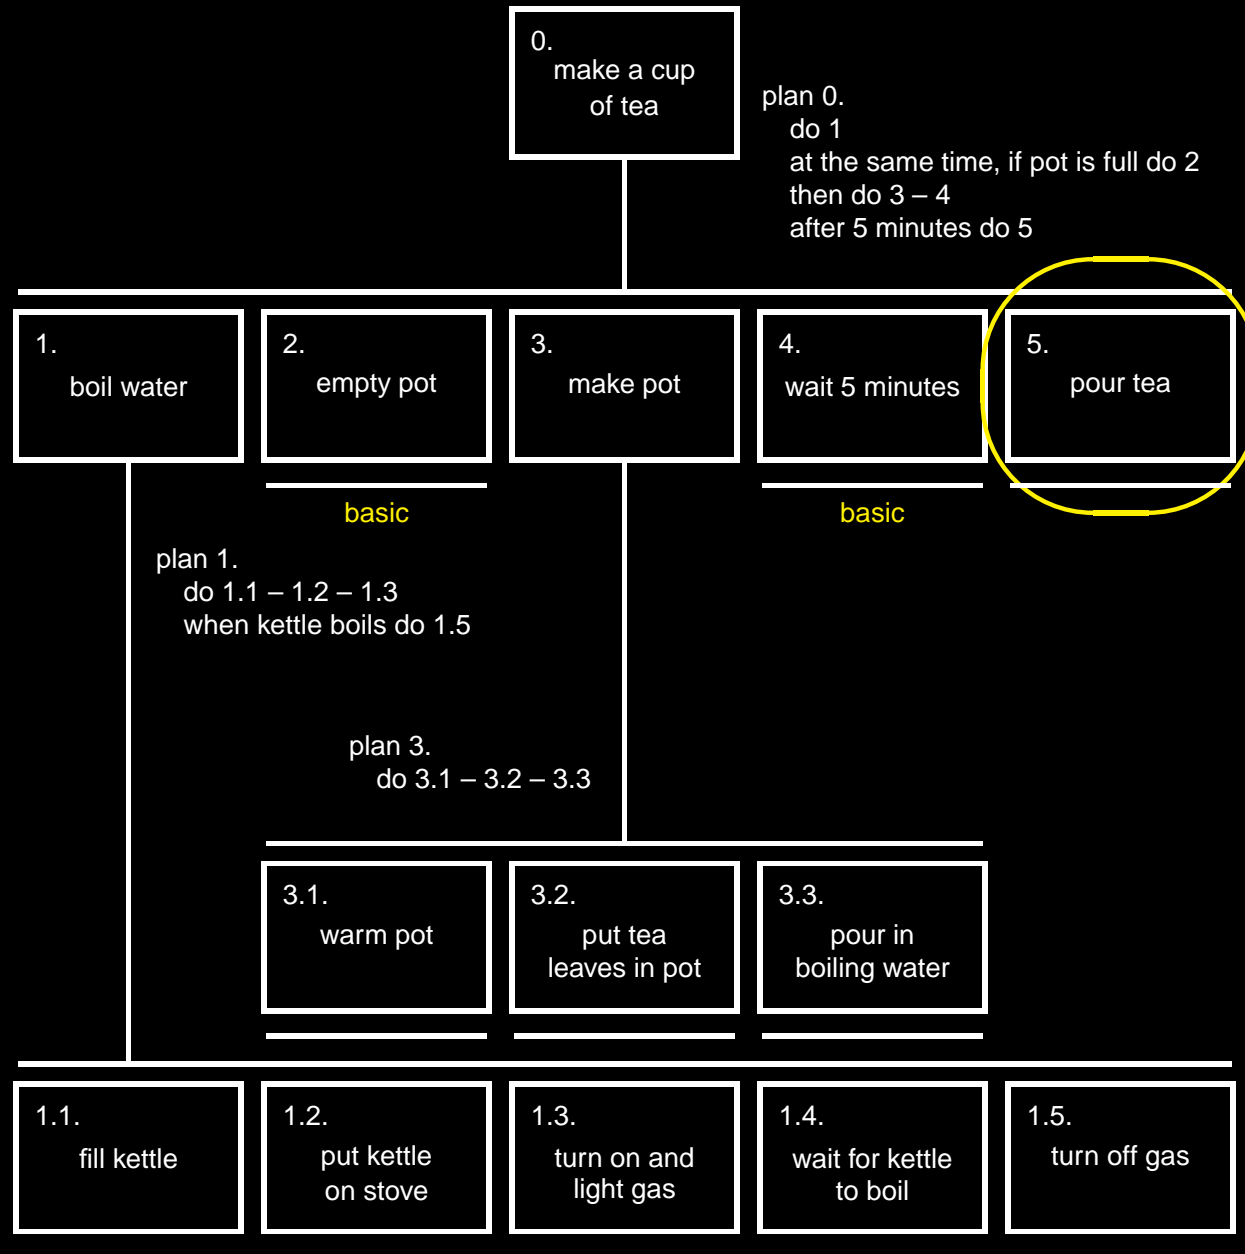 0.
make a cup
of tea
plan 0.
do 1
at the same time, if pot is full do 2
then do 3 – 4
after 5 minutes do 5
1.
boil water
2.
empty pot
3.
make pot
4.
wait 5 minutes
5.
pour tea
basic
basic
plan 1.
do 1.1 – 1.2 – 1.3
when kettle boils do 1.5
plan 3.
do 3.1 – 3.2 – 3.3
3.1.
warm pot
3.2.
put tea
leaves in pot
3.3.
pour in
boiling water
1.1.
fill kettle
1.2.
put kettle
on stove
1.3.
turn on and
light gas
1.4.
wait for kettle
to boil
1.5.
turn off gas